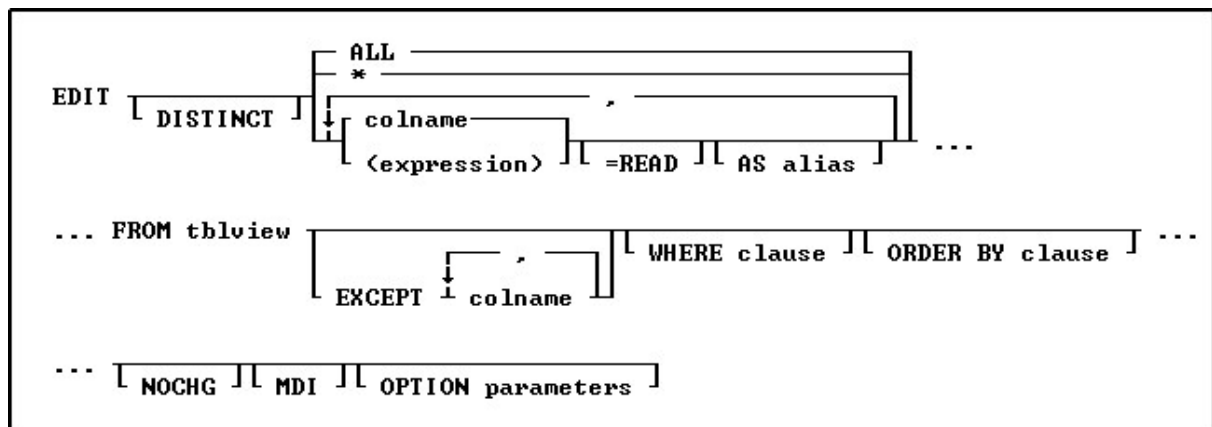 ALL
*
,
EDIT
DISTINCT
colname
(expression) =READ AS alias ...
,
... FROM tblview WHERE clause ORDER BY clause ...
EXCEPT colname
... NOCHG MDI OPTION parameters